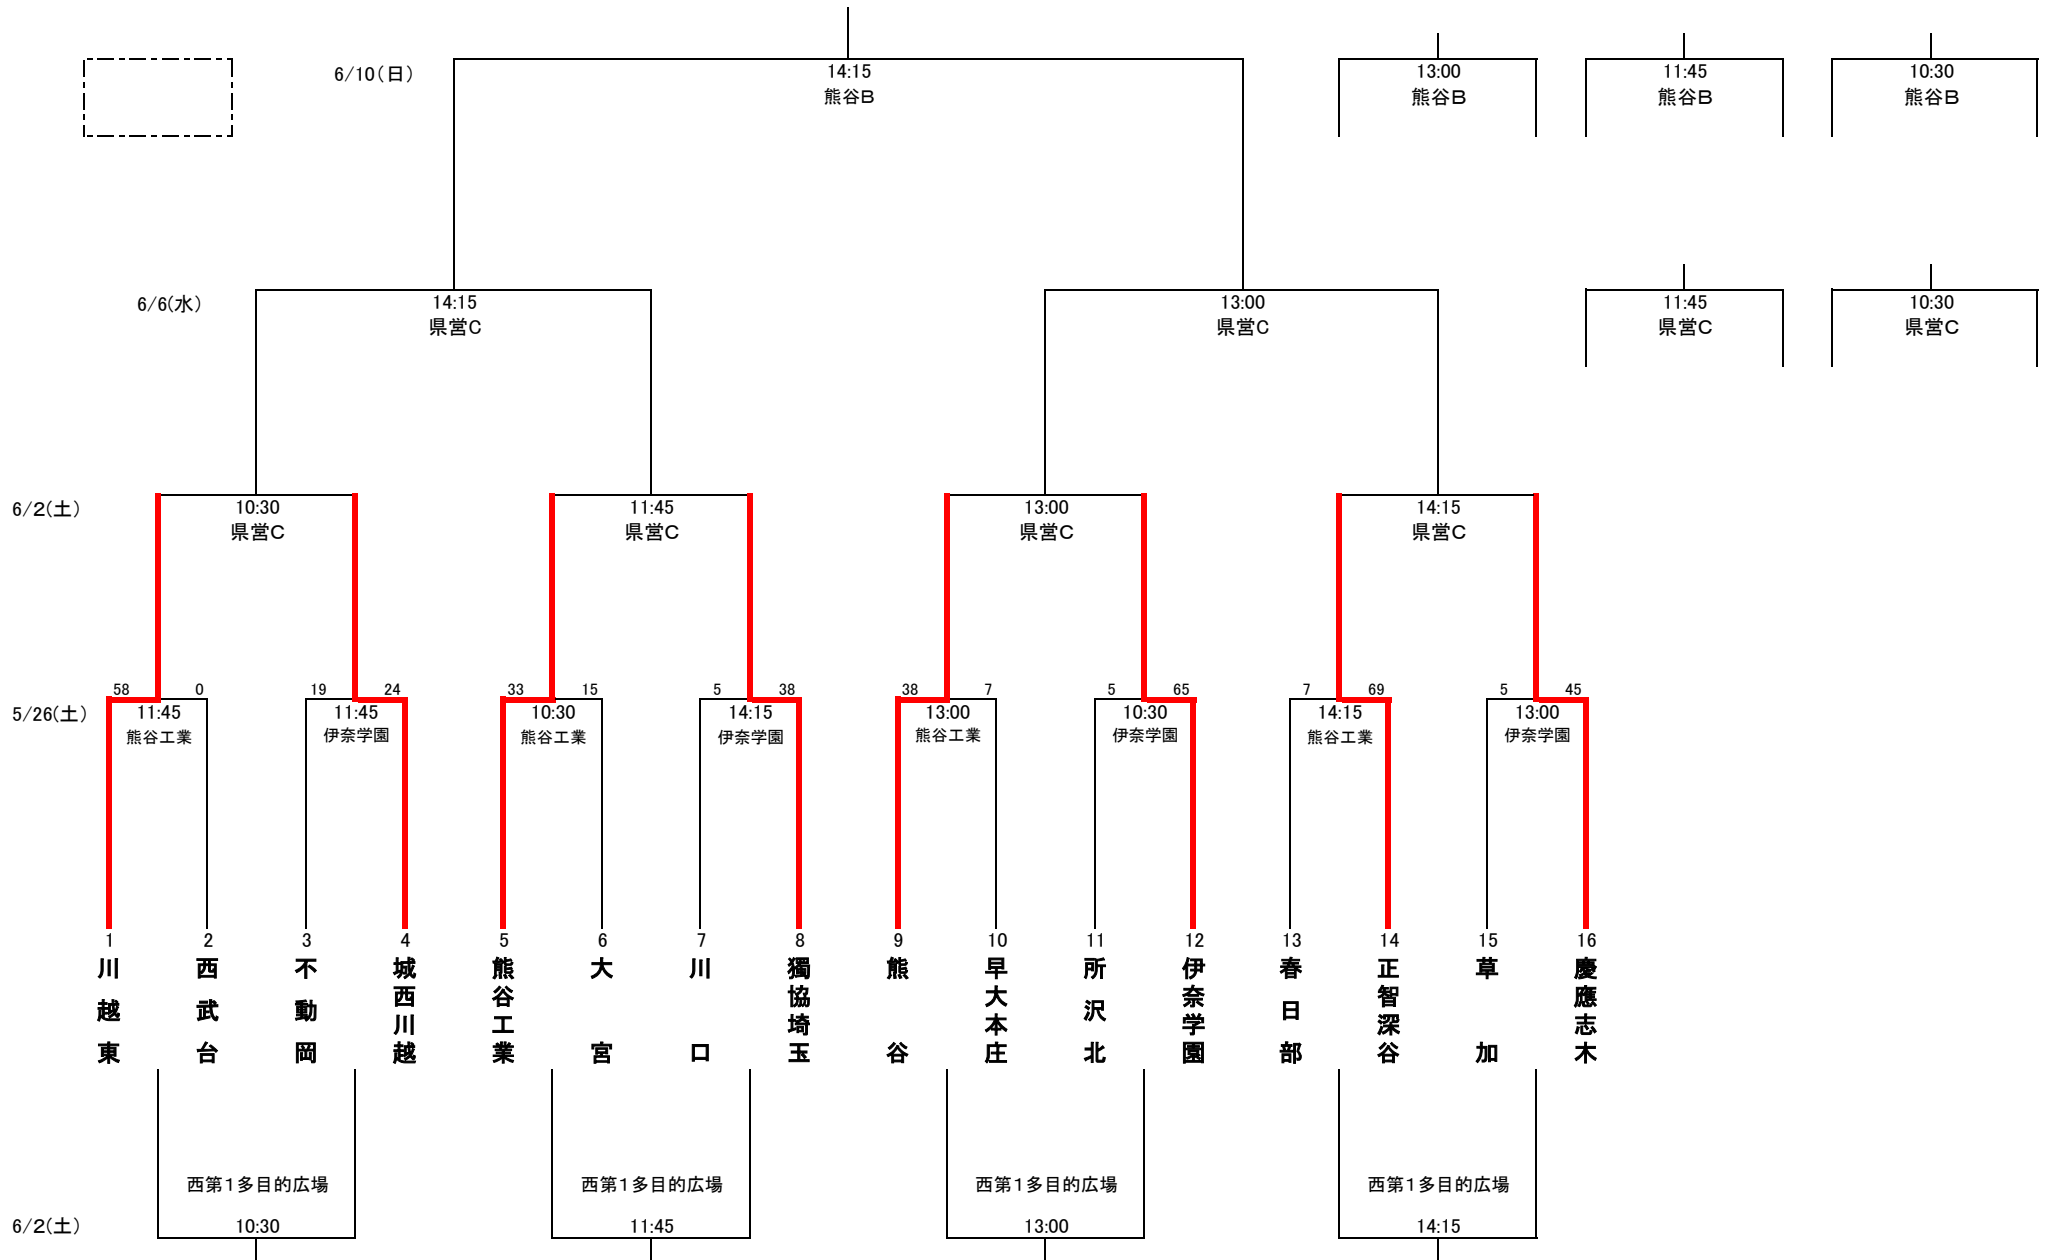 6/10(日)
14:15
熊谷B
13:00
熊谷B
11:45
熊谷B
10:30
熊谷B
6/6(水)
14:15
県営C
13:00
県営C
11:45
県営C
10:30
県営C
6/2(土)
10:30
県営C
11:45
県営C
13:00
県営C
14:15
県営C
5/26(土)
58 0
11:45
熊谷工業
19 24
11:45
伊奈学園
33 15
10:30
熊谷工業
5 38
14:15
伊奈学園
38 7
13:00
熊谷工業
5 65
10:30
伊奈学園
7 69
14:15
熊谷工業
5 45
13:00
伊奈学園
1
川越東
2
西武台
3
不動岡
4
城西川越
5
熊谷工業
6
大宮
7
川口
8
獨協埼玉
9
熊谷
10
早大本庄
11
所沢北
12
伊奈学園
13
春日部
14
正智深谷
15
草加
16
慶應志木
6/2(土)
西第1多目的広場
10:30
西第1多目的広場
11:45
西第1多目的広場
13:00
西第1多目的広場
14:15